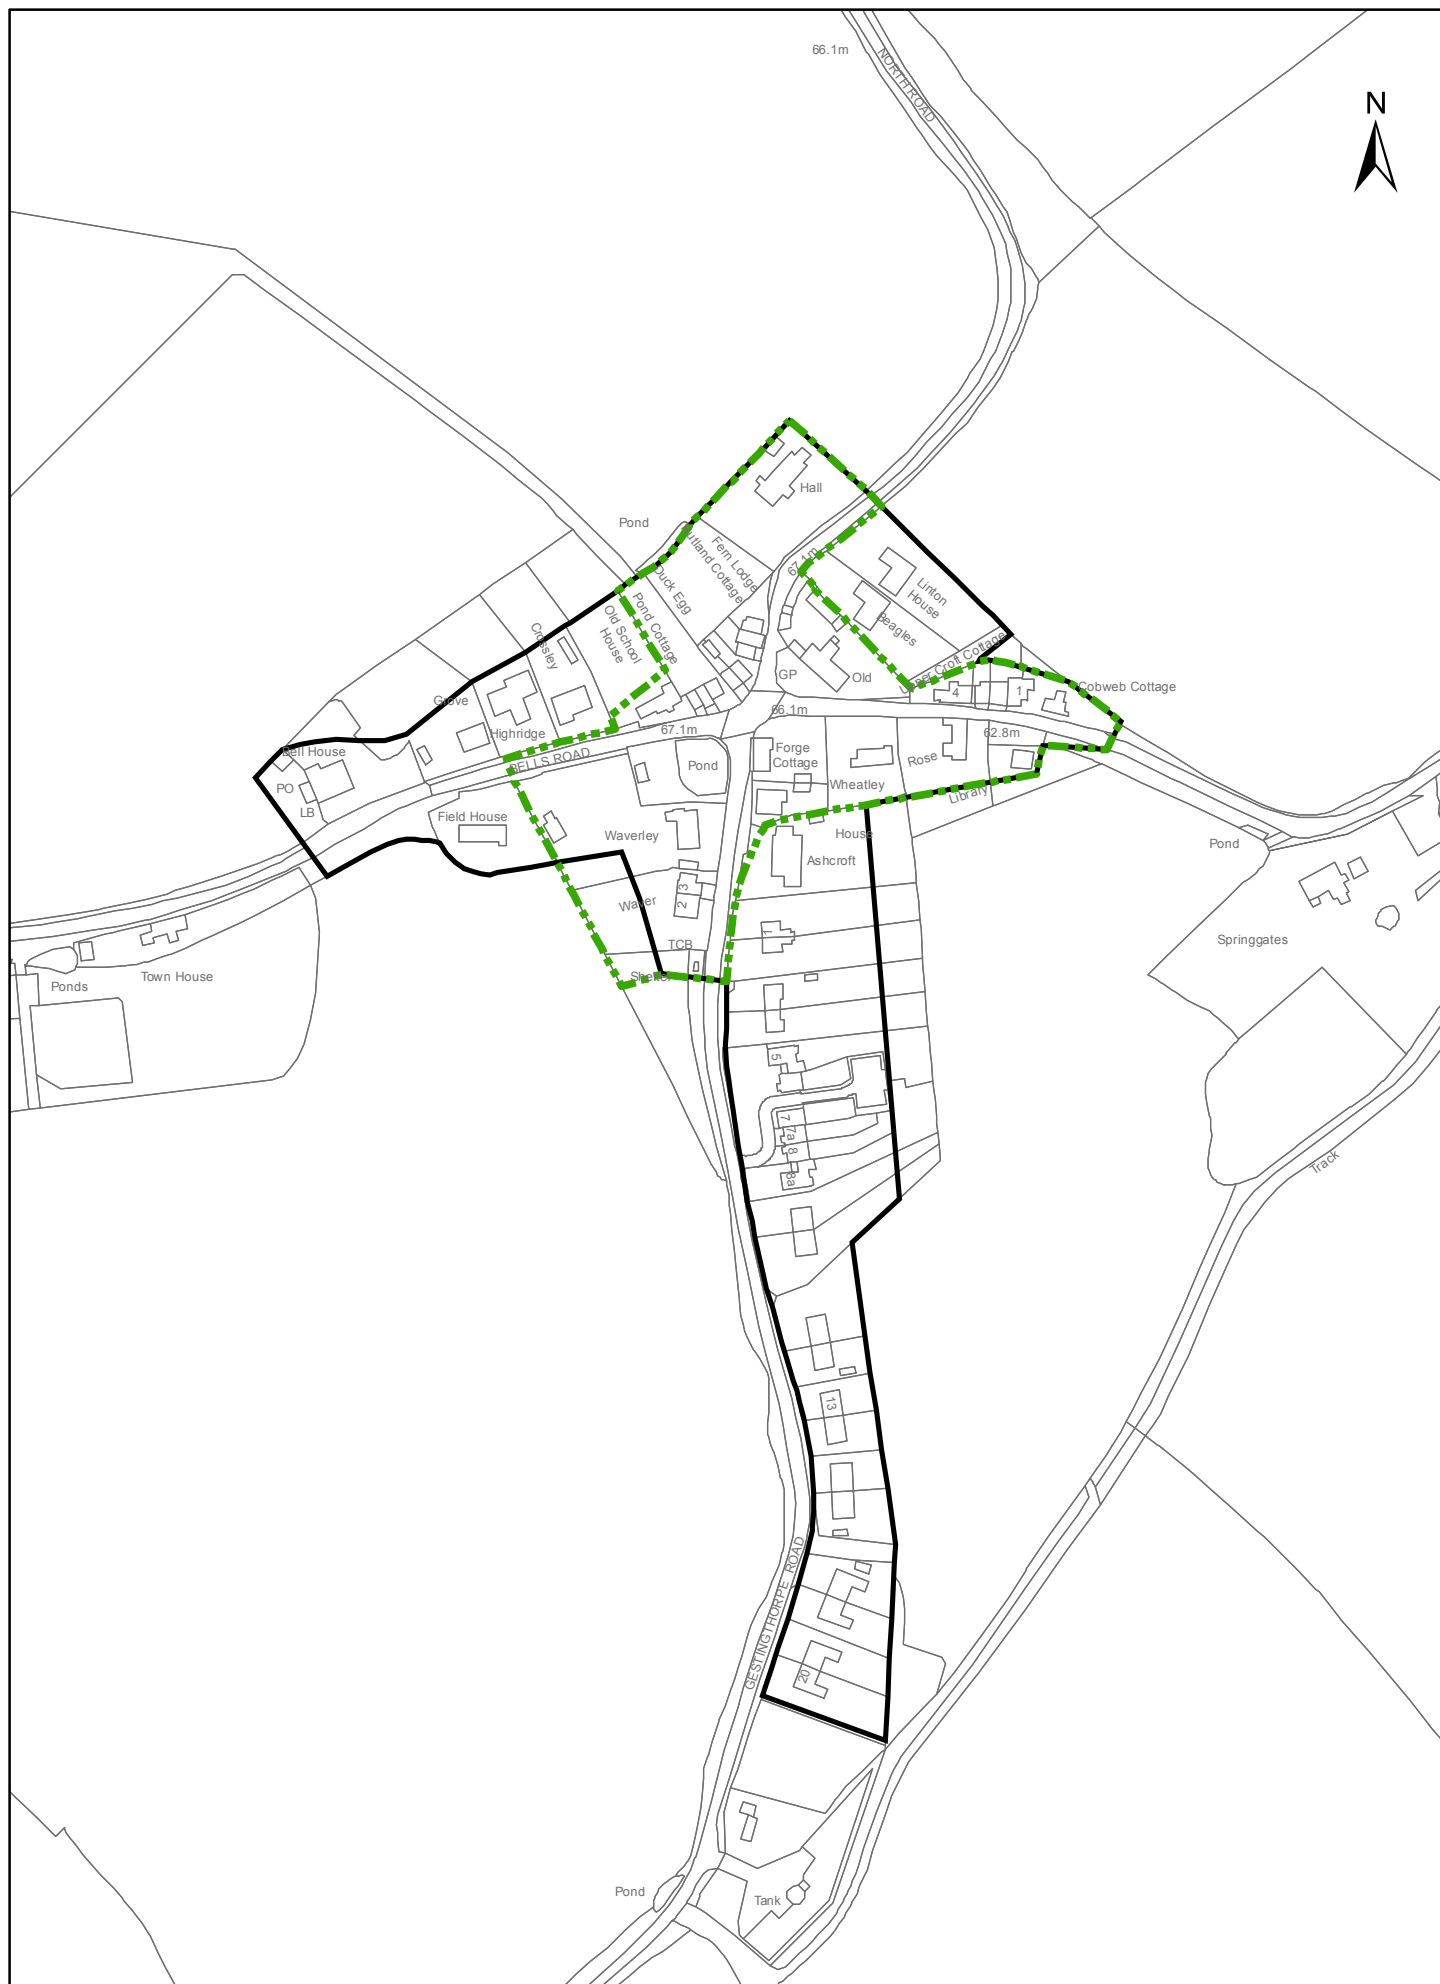 66.1m
NORTH ROAD
N
Hall
Pond
Fern Lodge
utland Cottage
67.1m
Duck Egg
Linton
House
Pond Cottage
Old School
House
Beagles
Crossley
Croft Cottage
GP
Old
4
1
Cobweb Cottage
Grove
66.1m
Highridge
67.1m
62.8m
Bell House
BELLS ROAD
Forge
Cottage
Rose
Pond
PO
Wheatley
Library
LB
Field House
Waverley
House
Ashcroft
Pond
3
2
Waver
1
TCB
Springgates
Town House
Shelter
Ponds
5
7
7a
8
8a
Track
13
GESTINGTHORPE ROAD
20
Pond
Tank